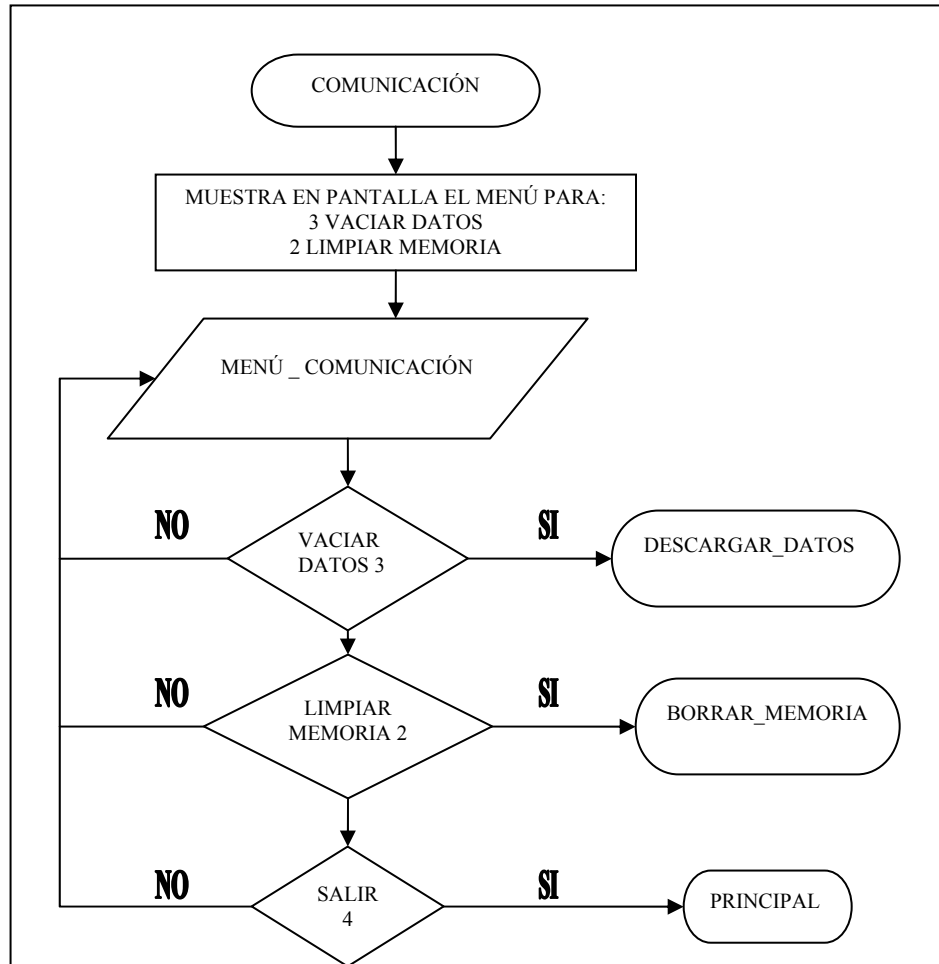 COMUNICACIÓN
MUESTRA EN PANTALLA EL MENÚ PARA:
3 VACIAR DATOS
2 LIMPIAR MEMORIA
MENÚ _ COMUNICACIÓN
NO
VACIAR
DATOS 3
SI
DESCARGAR_DATOS
NO
LIMPIAR
MEMORIA 2
SI
BORRAR_MEMORIA
NO
SALIR
4
SI
PRINCIPAL